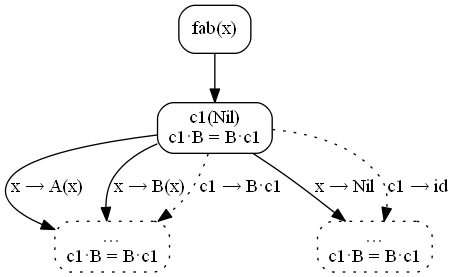 fab(x)
c1(Nil)
c1·B = B·c1
x → A(x)
x → B(x)
c1 → B·c1
x → Nil
c1 → id
...
c1·B = B·c1
...
c1·B = B·c1